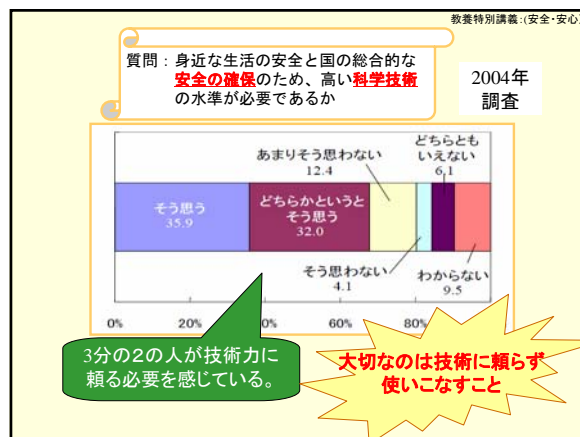 教養特別講義:(安全・安心)
質問：身近な生活の安全と国の総合的な
安全の確保のため、高い科学技術
の水準が必要であるか
2004年
調査
あまりそう思わない
12.4
どちらとも
いえない
6.1
そう思う
35.9
どちらかというと
そう思う
32.0
そう思わない
4.1
わからない
9.5
0%
20%
40%
60%
80%
3分の２の人が技術力に
頼る必要を感じている。
大切なのは技術に頼らず
使いこなすこと